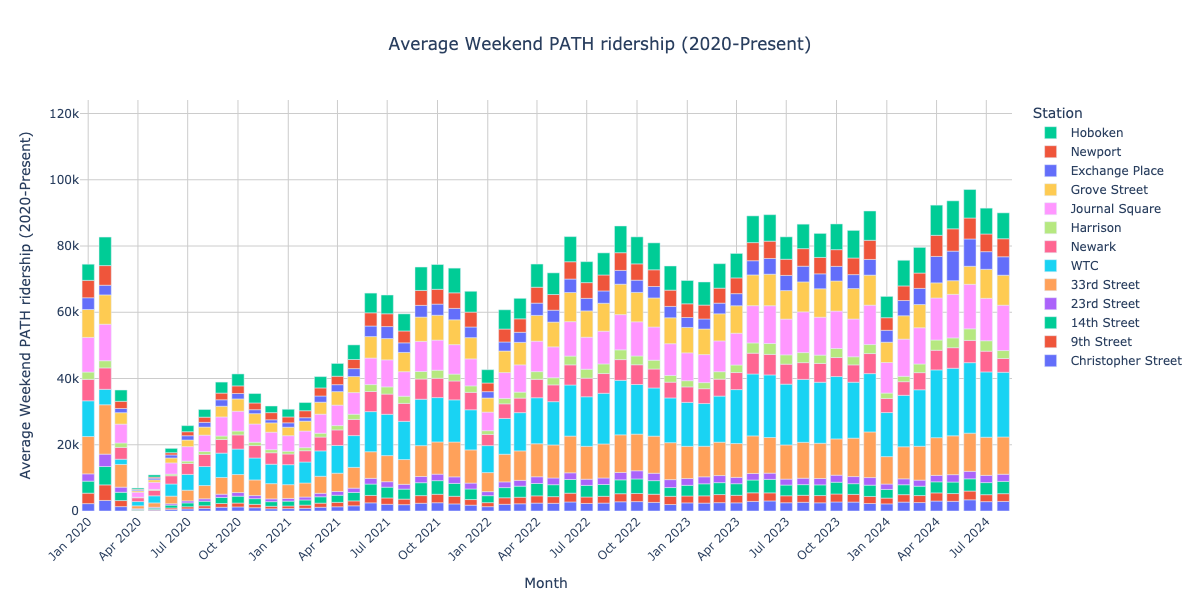 Average Weekend PATH ridership (2020-Present)
Average Weekend PATH ridership (2020-Present)
120k
100k
80k
60k
40k
20k
0
Jan 2020
Apr 2020
Jul 2020
Oct 2020
Jan 2021
Apr 2021
Jul 2021
Oct 2021
Jan 2022
Apr 2022
Jul 2022
Oct 2022
Jan 2023
Apr 2023
Jul 2023
Oct 2023
Jan 2024
Apr 2024
Jul 2024
Month
Station
Hoboken
Newport
Exchange Place
Grove Street
Journal Square
Harrison
Newark
WTC
33rd Street
23rd Street
14th Street
9th Street
Christopher Street